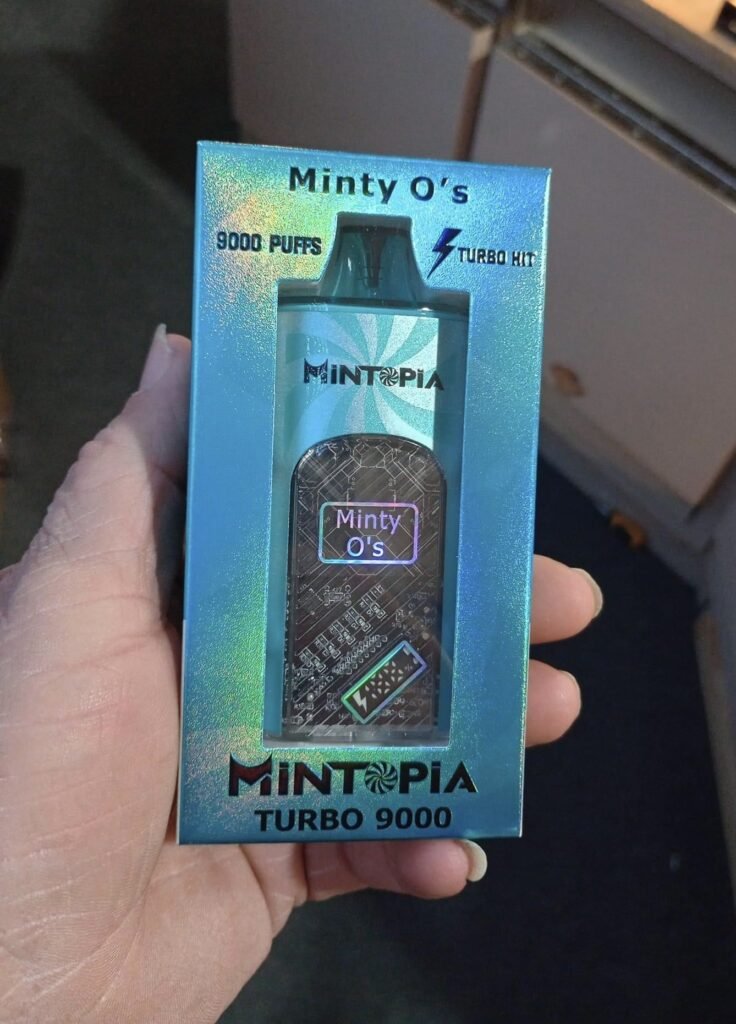 Minty O's
9000 PUFFS
TURBO HIT
MiNTOPiA
Minty
O's
MiNTOPiA
TURBO 9000